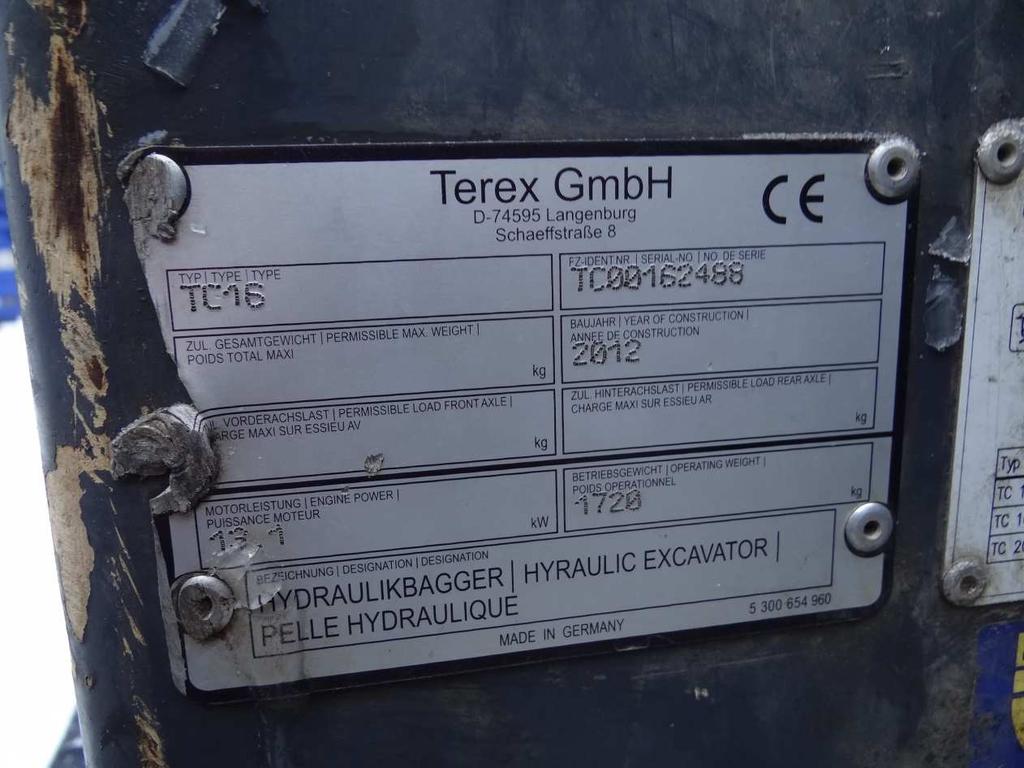 Terex GmbH
D-74595 Langenburg
Schaeffstraße 8
CE
TYP | TYPE | TYPE
TC16
FZ-IDENT NR. | SERIAL-NO. | NO. DE SERIE
TC00162488
ZUL. GESAMTGEWICHT | PERMISSIBLE MAX. WEIGHT |
POIDS TOTAL MAXI
kg
BAUJAHR | YEAR OF CONSTRUCTION |
ANNEE DE CONSTRUCTION
2012
VORDERACHSLAST | PERMISSIBLE LOAD FRONT AXLE |
MAXI SUR ESSIEU AV
kg
ZUL. HINTERACHSLAST | PERMISSIBLE LOAD REAR AXLE |
CHARGE MAXI SUR ESSIEU AR
kg
MOTORLEISTUNG | ENGINE POWER |
PUISSANCE MOTEUR
kW
BETRIEBSGEWICHT | OPERATING WEIGHT |
POIDS OPERATIONNEL
1720
kg
BEZEICHNUNG | DESIGNATION | DESIGNATION
HYDRAULIKBAGGER | HYRAULIC EXCAVATOR |
PELLE HYDRAULIQUE
5 300 654 960
MADE IN GERMANY
Typ
TC 1
TC 1
TC 20